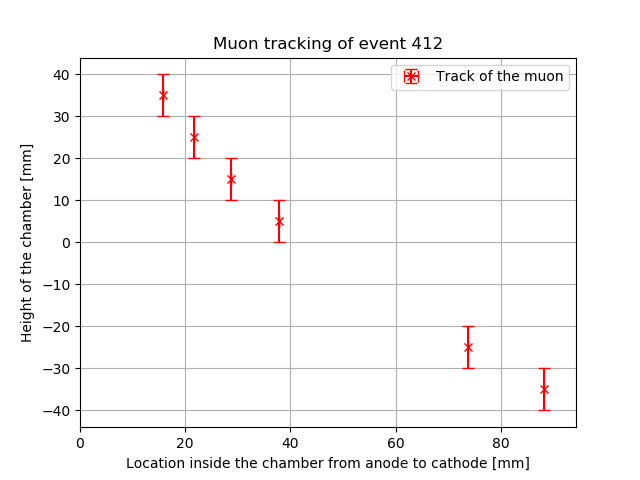 Muon tracking of event 412
Track of the muon
Height of the chamber [mm]
40
30
20
10
0
−10
−20
−30
−40
0 20 40 60 80
Location inside the chamber from anode to cathode [mm]